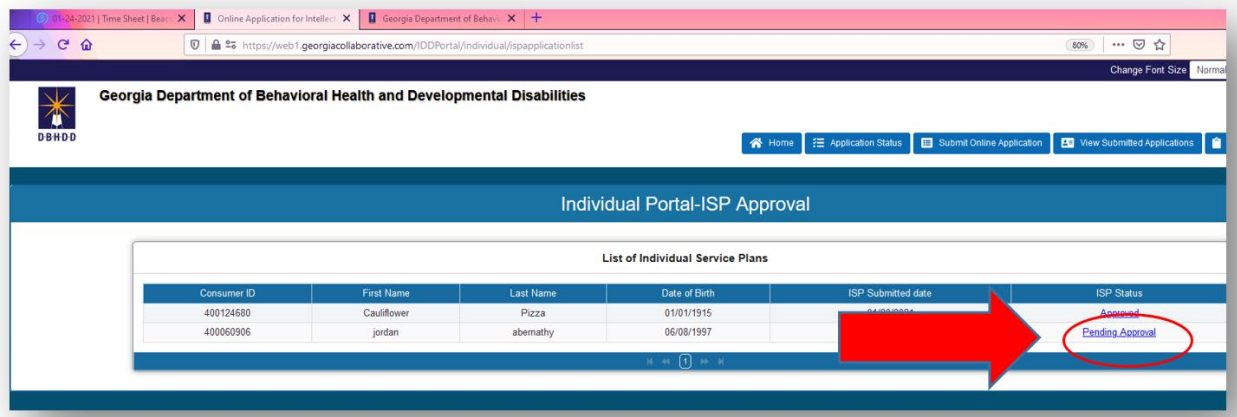 01-24-2021 | Time Sheet | Beac
Online Application for Intellect
Georgia Department of Behavi
https://web1.georgiacollaborative.com/IDDPortal/individual/ispapplicationlist
80%
Change Font Size Normal
DBHDD
Georgia Department of Behavioral Health and Developmental Disabilities
Home Application Status Submit Online Application View Submitted Applications
Individual Portal-ISP Approval
List of Individual Service Plans
Consumer ID First Name Last Name Date of Birth ISP Submitted date ISP Status
400124680 Cauliflower Pizza 01/01/1915 Approved
400060906 jordan abernathy 06/08/1997 Pending Approval
1